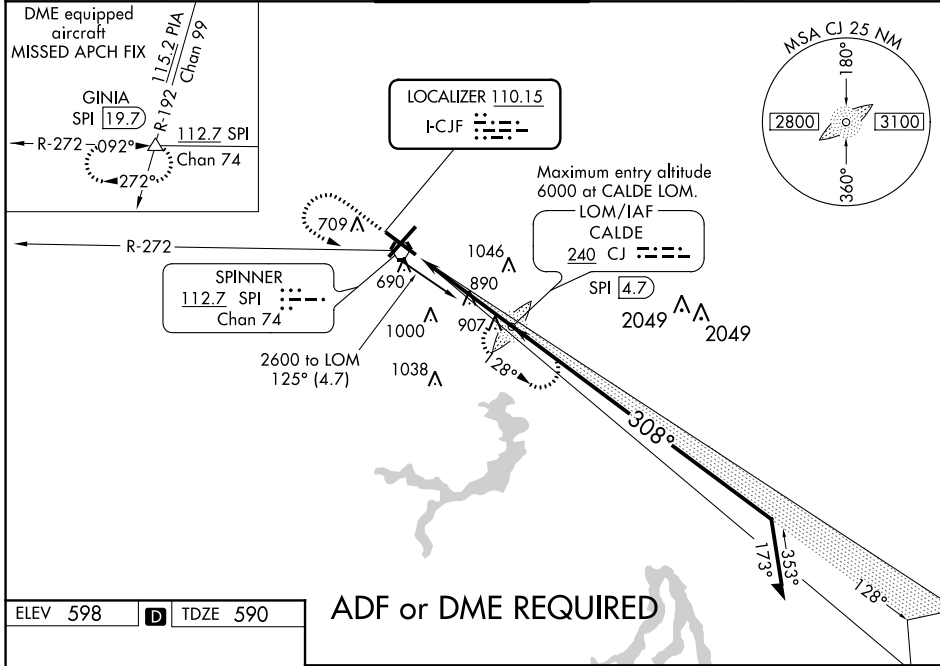 DME equipped
aircraft
MISSED APCH FIX
GINIA
SPI 19.7
R-192
115.2 PIA
Chan 99
R-272
092°
112.7 SPI
Chan 74
272°
LOCALIZER 110.15
I-CJF
MSA CJ 25 NM
180°
2800
3100
360°
Maximum entry altitude
6000 at CALDE LOM.
LOM/IAF
CALDE
240 CJ
SPI 4.7
709
R-272
1046
690
890
SPINNER
112.7 SPI
Chan 74
1000
907
2049
2049
2600 to LOM
125° (4.7)
1038
128°
308°
173°
353°
128°
ELEV 598
D
TDZE 590
ADF or DME REQUIRED